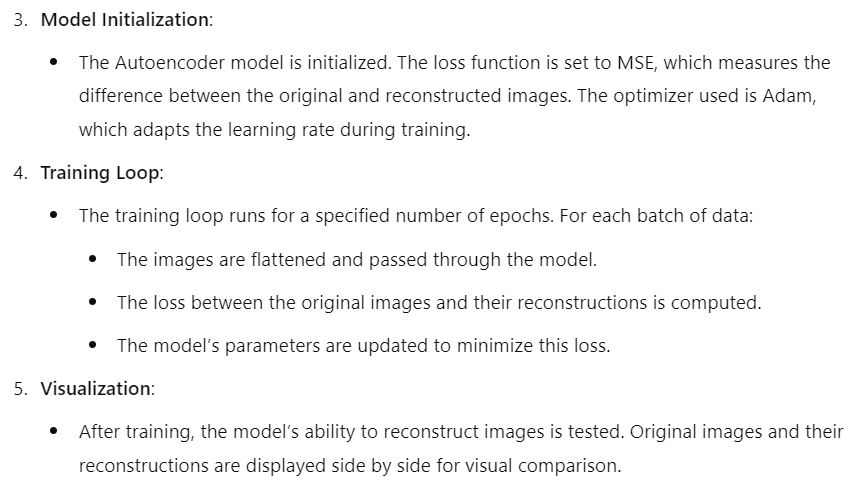 3. Model Initialization:
• The Autoencoder model is initialized. The loss function is set to MSE, which measures the
difference between the original and reconstructed images. The optimizer used is Adam,
which adapts the learning rate during training.
4. Training Loop:
• The training loop runs for a specified number of epochs. For each batch of data:
• The images are flattened and passed through the model.
• The loss between the original images and their reconstructions is computed.
• The model's parameters are updated to minimize this loss.
5. Visualization:
• After training, the model's ability to reconstruct images is tested. Original images and their
reconstructions are displayed side by side for visual comparison.